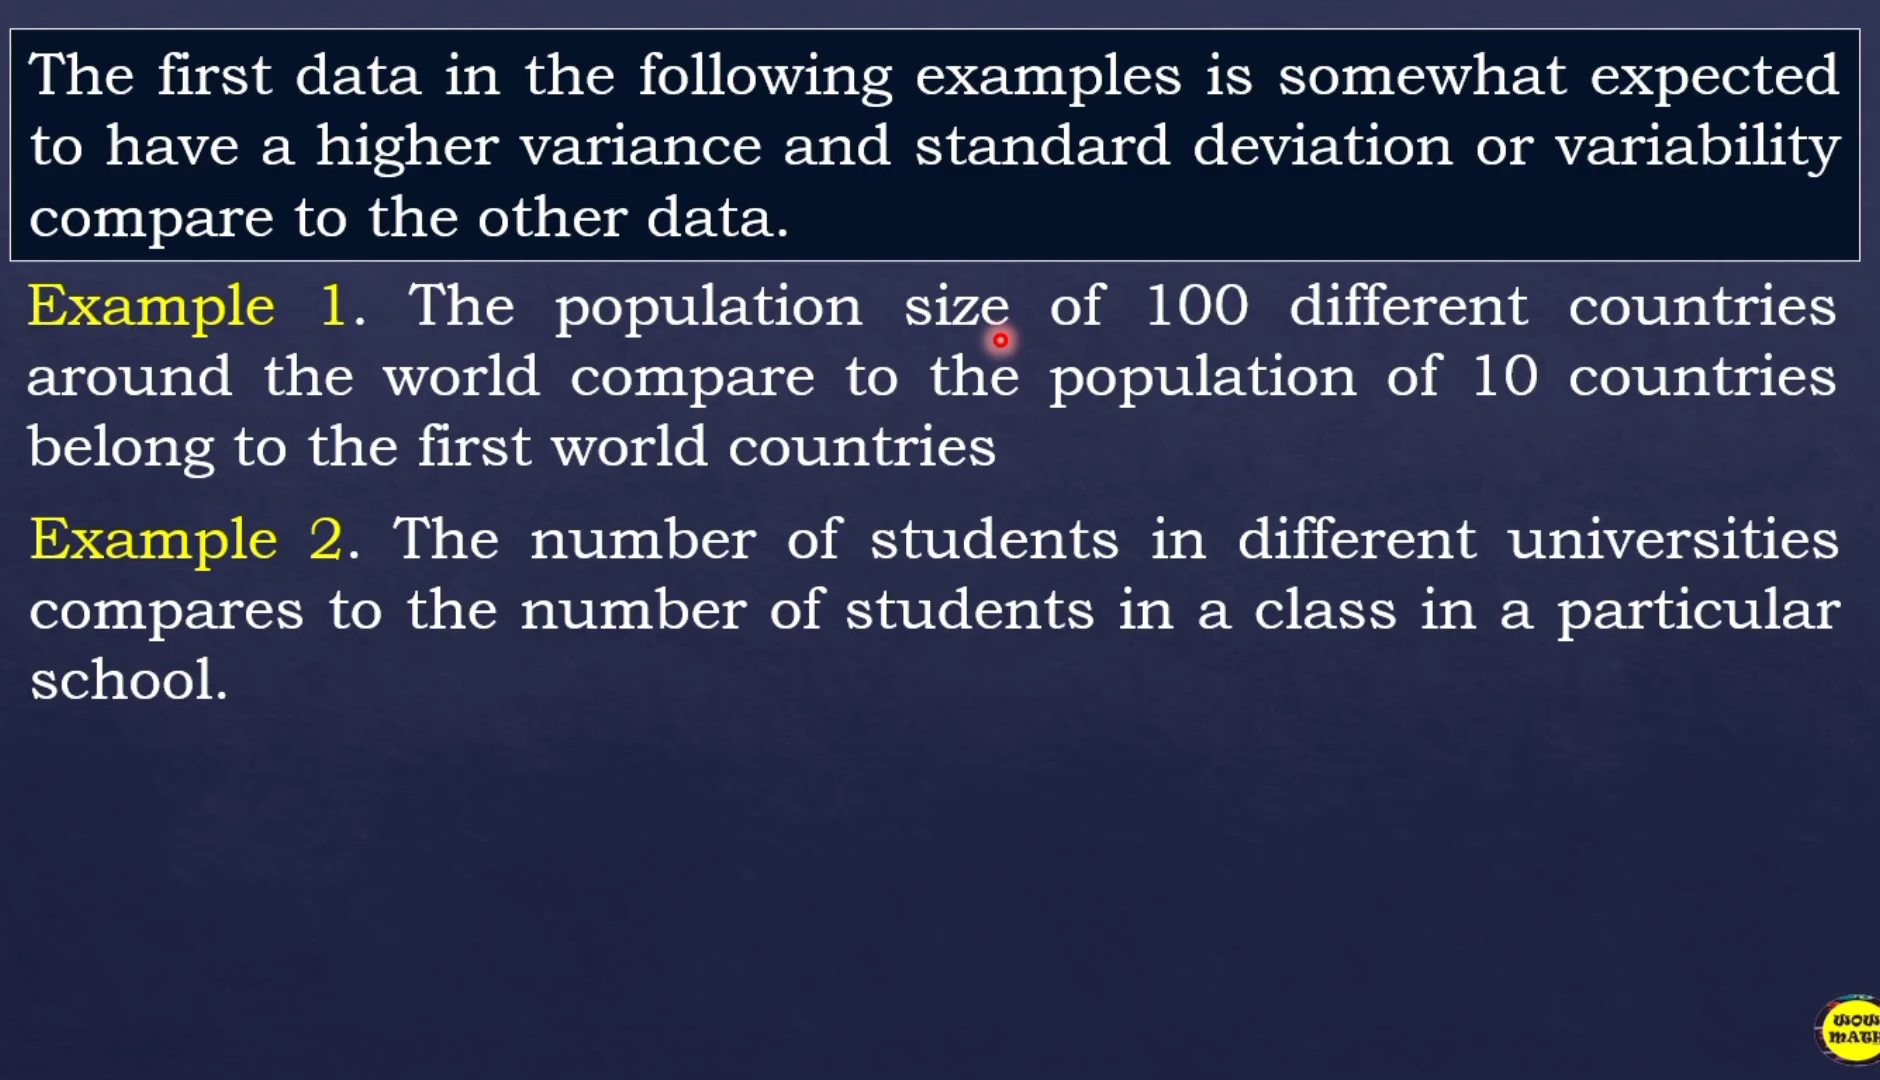 The first data in the following examples is somewhat expected
to have a higher variance and standard deviation or variability
compare to the other data.
Example 1. The population size of 100 different countries
around the world compare to the population of 10 countries
belong to the first world countries
Example 2. The number of students in different universities
compares to the number of students in a class in a particular
school.
WOW
MATH